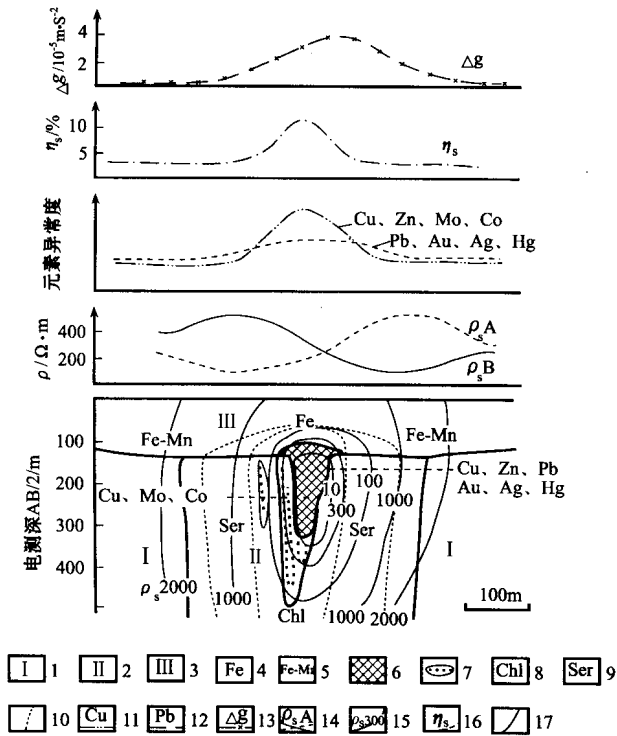 Δg/10⁻⁵m·S⁻²
4
2
Δg
ηs/%
10
5
ηs
元素异常度
Cu、Zn、Mo、Co
Pb、Au、Ag、Hg
ρ/Ω·m
400
200
ρsA
ρsB
电测深AB/2/m
100
200
300
400
III
Fe
Fe-Mn
Fe-Mn
Cu、Zn、Pb
Au、Ag、Hg
Cu、Mo、Co
10
100
300
1000
Ser
Ser
I
II
I
ρs2000
1000
Chl
1000
2000
100m
I 1
II 2
III 3
Fe 4
Fe-Mn 5
6
7
Chl 8
Ser 9
10
Cu 11
Pb 12
Δg 13
ρsA 14
ρs300 15
ηs 16
17